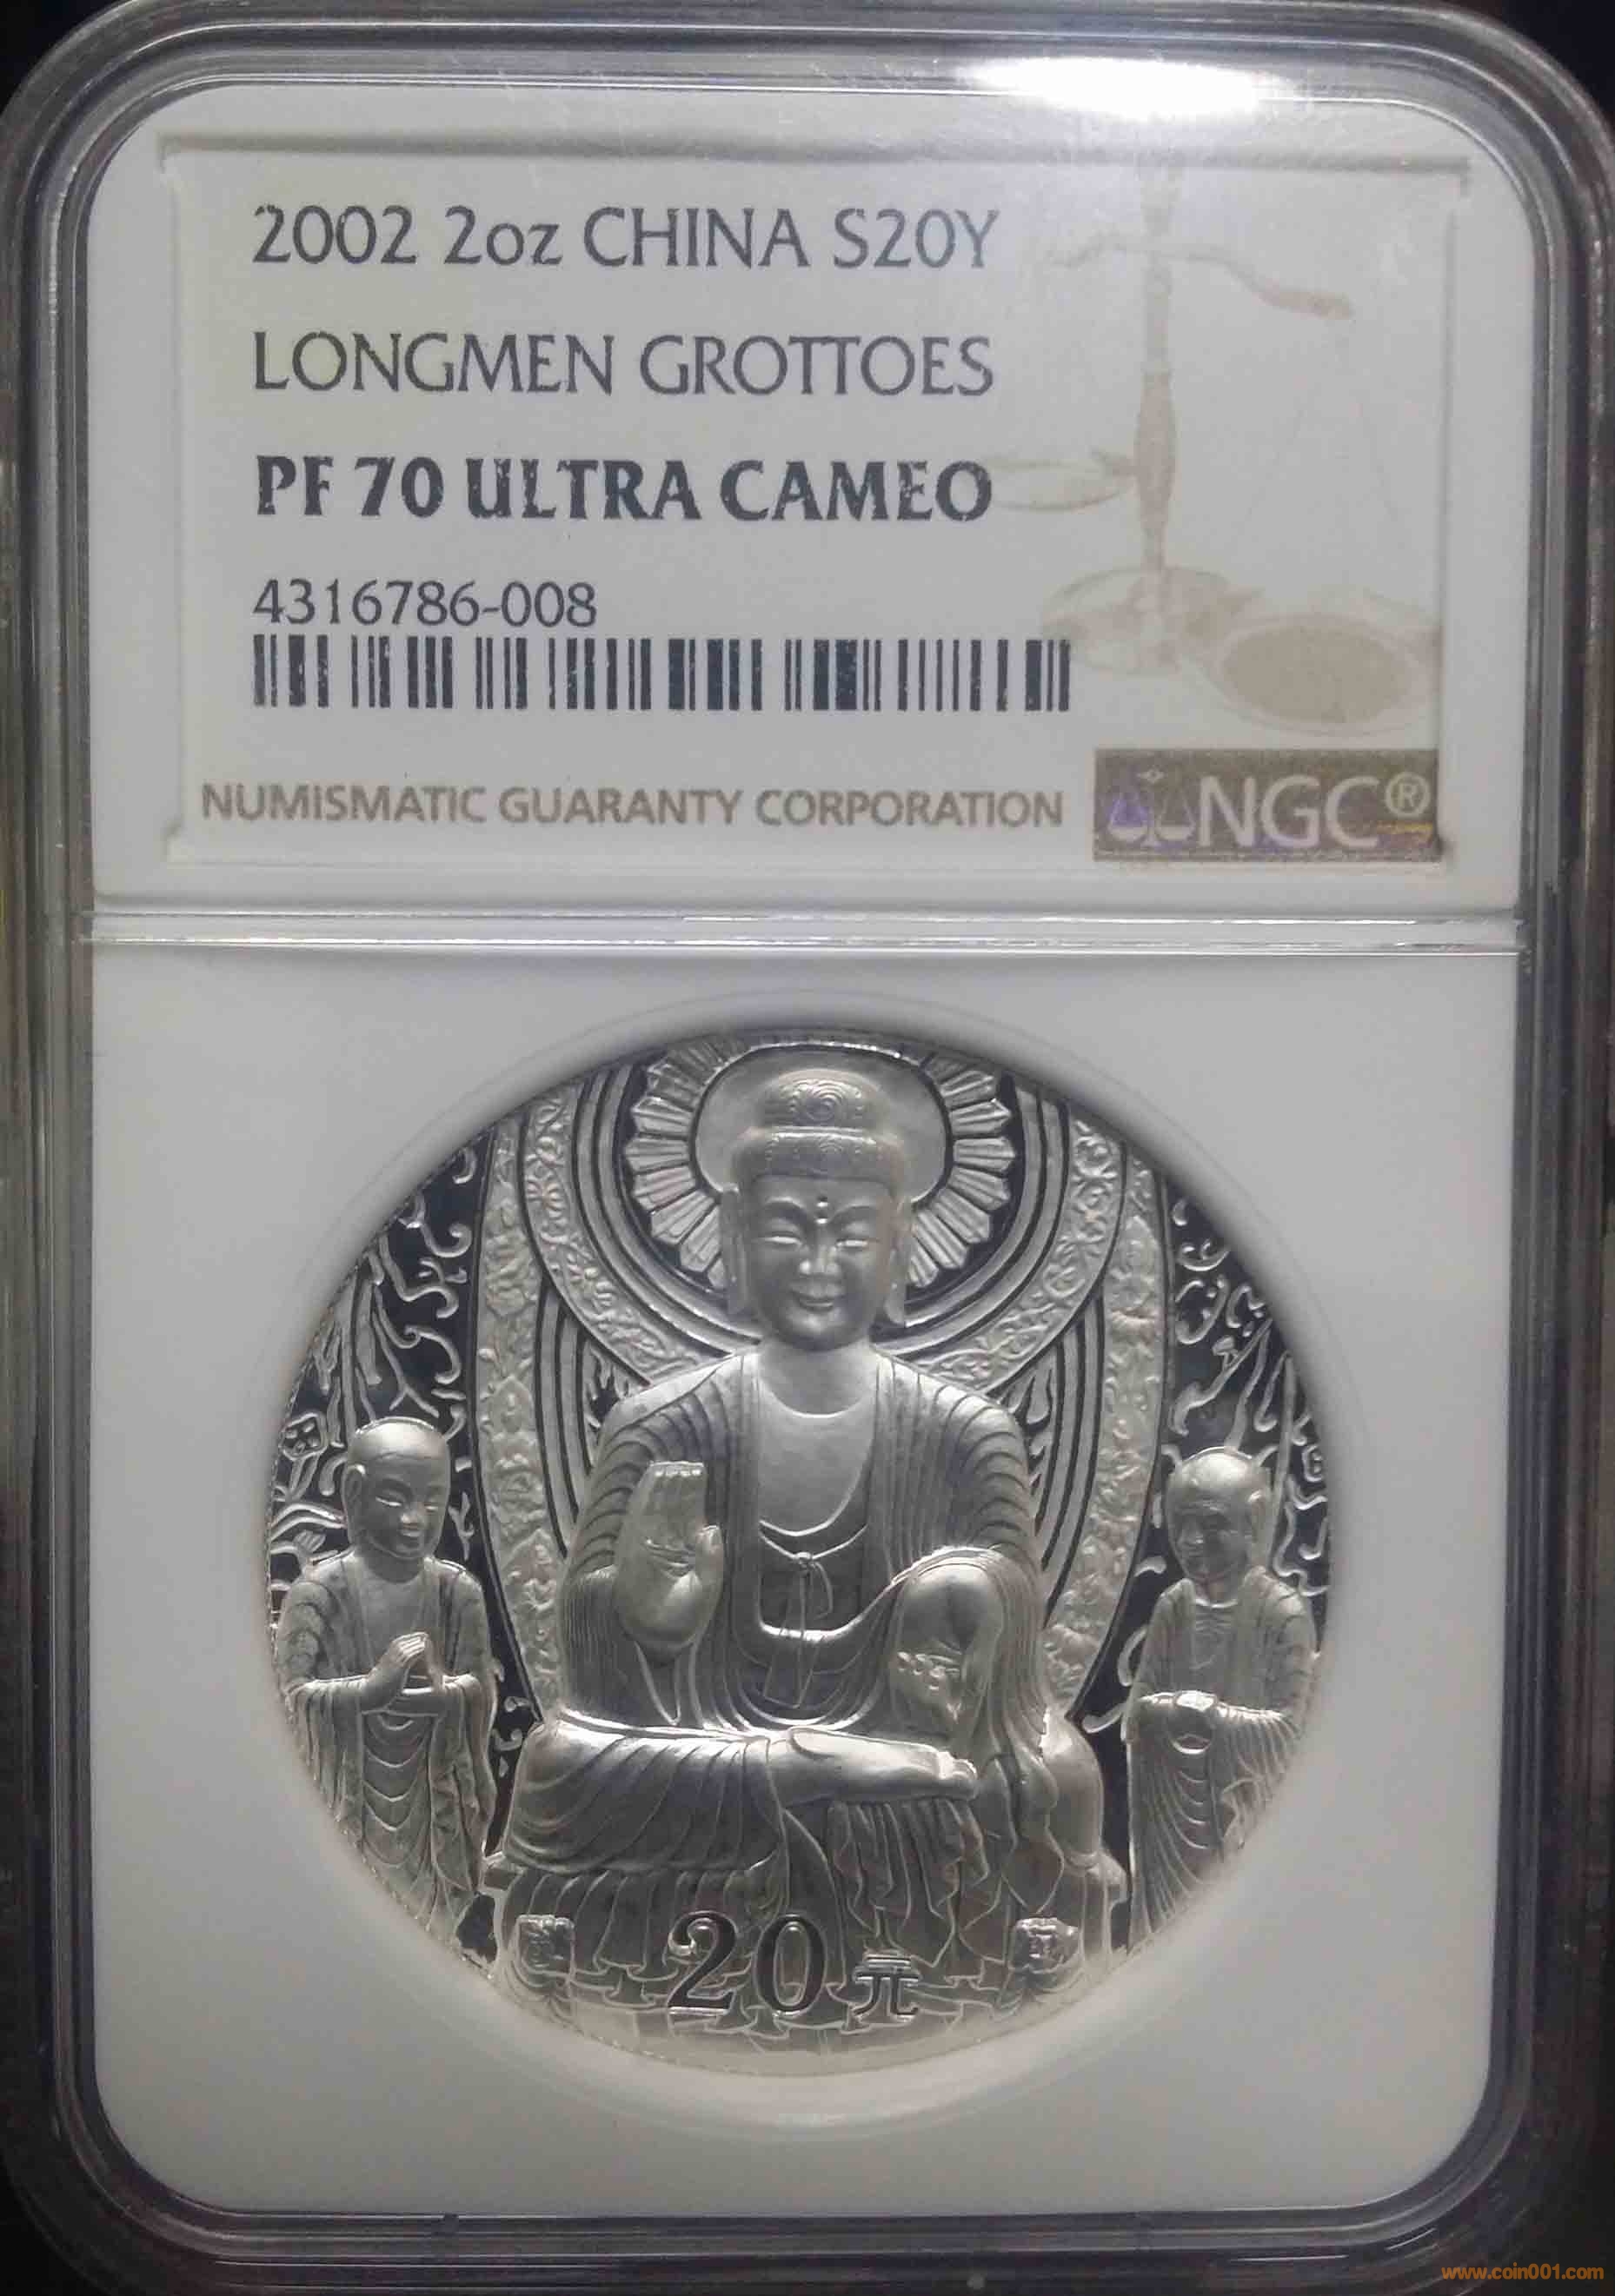 2002 2oz CHINA S20Y
LONGMEN GROTTOES
PF 70 ULTRA CAMEO
4316786-008
NUMISMATIC GUARANTY CORPORATION NGC®
20元
www.coin001.com